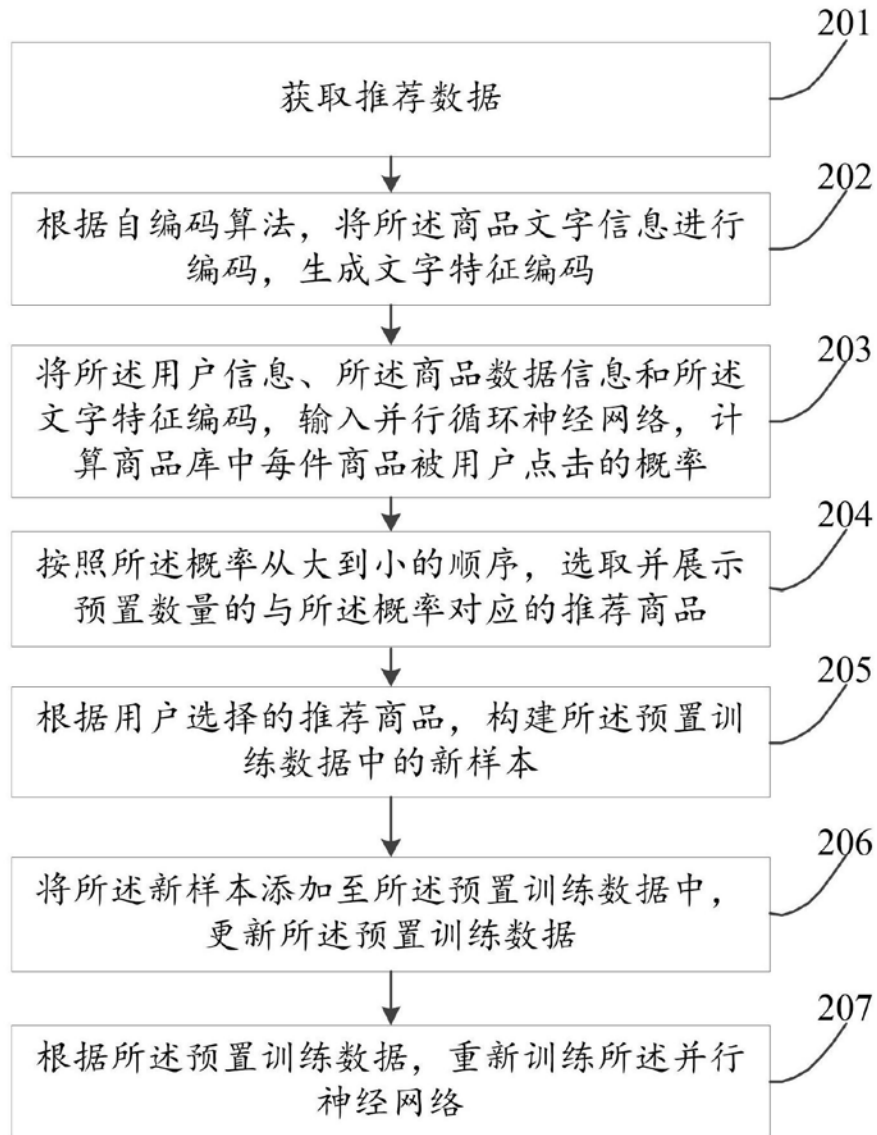 201
获取推荐数据
202
根据自编码算法，将所述商品文字信息进行
编码，生成文字特征编码
203
将所述用户信息、所述商品数据信息和所述
文字特征编码，输入并行循环神经网络，计
算商品库中每件商品被用户点击的概率
204
按照所述概率从大到小的顺序，选取并展示
预置数量的与所述概率对应的推荐商品
205
根据用户选择的推荐商品，构建所述预置训
练数据中的新样本
206
将所述新样本添加至所述预置训练数据中，
更新所述预置训练数据
207
根据所述预置训练数据，重新训练所述并行
神经网络